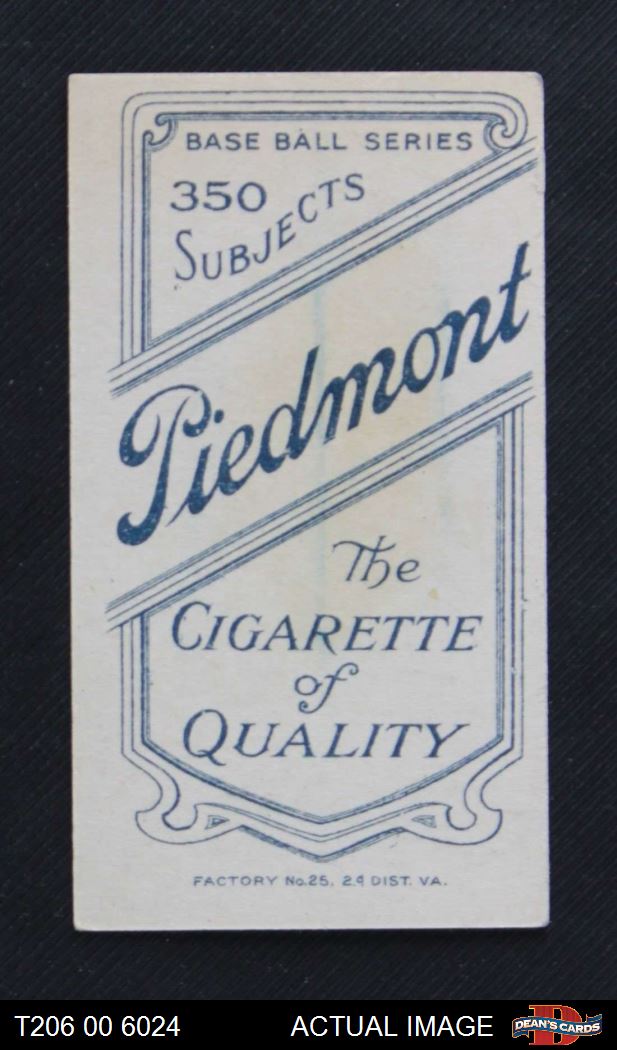 BASE BALL SERIES
350
SUBJECTS
Piedmont
The
CIGARETTE
of
QUALITY
FACTORY No.25, 2d DIST. VA.
T206 00 6024 ACTUAL IMAGE DEAN'S CARDS